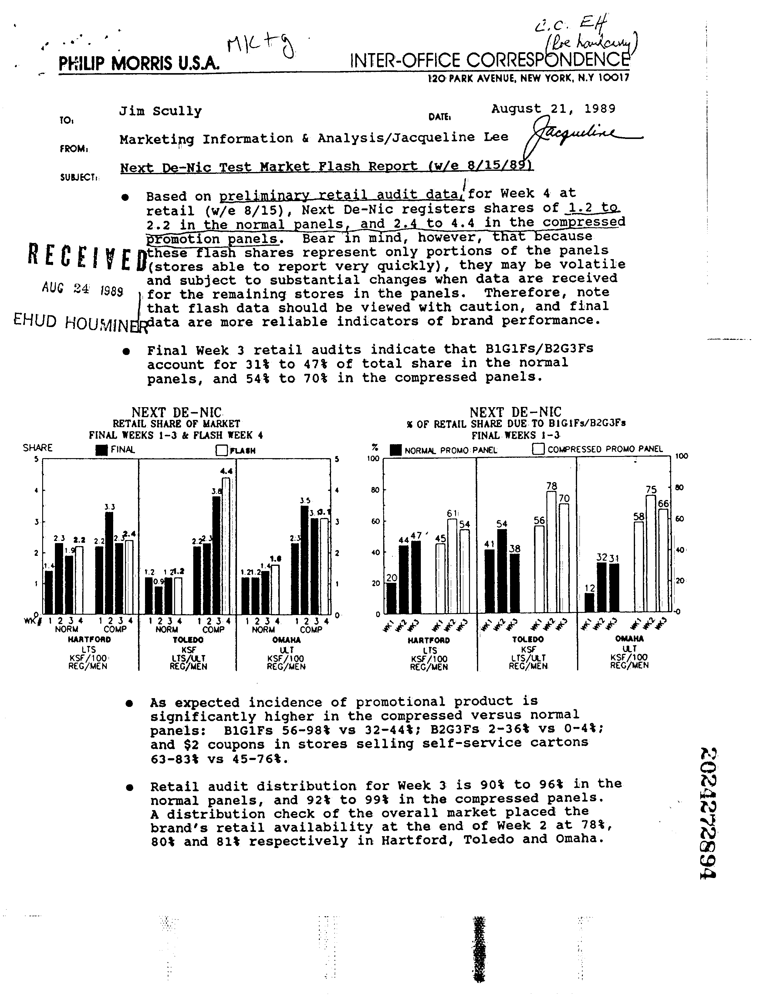 C.C. EH
MKtg
PHILIP MORRIS U.S.A.
INTER-OFFICE CORRESPONDENCE
120 PARK AVENUE, NEW YORK, N.Y 10017
TO: Jim Scully DATE: August 21, 1989
FROM: Marketing Information & Analysis/Jacqueline Lee Jacqueline
SUBJECT: Next De-Nic Test Market Flash Report (w/e 8/15/89)
● Based on preliminary retail audit data, for Week 4 at
retail (w/e 8/15), Next De-Nic registers shares of 1.2 to
2.2 in the normal panels, and 2.4 to 4.4 in the compressed
promotion panels. Bear in mind, however, that because
these flash shares represent only portions of the panels
(stores able to report very quickly), they may be volatile
and subject to substantial changes when data are received
for the remaining stores in the panels. Therefore, note
that flash data should be viewed with caution, and final
data are more reliable indicators of brand performance.
RECEIVED
AUG 24 1989
EHUD HOUMINER
● Final Week 3 retail audits indicate that B1G1Fs/B2G3Fs
account for 31% to 47% of total share in the normal
panels, and 54% to 70% in the compressed panels.
NEXT DE-NIC
RETAIL SHARE OF MARKET
FINAL WEEKS 1-3 & FLASH WEEK 4
SHARE FINAL FLASH
5 5
4 4
3 3
2 2
1 1
0 0
1.4 2.3 1.9 2.2 2.2 3.3 2.3 2.4
1.2 0.9 1.2 1.2 2.2 2.3 3.8 4.4
1.2 1.2 1.4 1.6 2.3 3.5 3.1 3.1
WK# 1 2 3 4 1 2 3 4 1 2 3 4 1 2 3 4 1 2 3 4 1 2 3 4
NORM COMP NORM COMP NORM COMP
HARTFORD TOLEDO OMAHA
LTS KSF ULT
KSF/100 LTS/ULT KSF/100
REG/MEN REG/MEN REG/MEN
NEXT DE-NIC
% OF RETAIL SHARE DUE TO B1G1Fs/B2G3Fs
FINAL WEEKS 1-3
% NORMAL PROMO PANEL COMPRESSED PROMO PANEL
100 100
80 80
60 60
40 40
20 20
0 0
20 44 47 45 61 54
41 54 38 56 78 70
12 32 31 58 75 66
WK1 WK2 WK3 WK1 WK2 WK3 WK1 WK2 WK3 WK1 WK2 WK3 WK1 WK2 WK3 WK1 WK2 WK3
HARTFORD TOLEDO OMAHA
LTS KSF ULT
KSF/100 LTS/ULT KSF/100
REG/MEN REG/MEN REG/MEN
● As expected incidence of promotional product is
significantly higher in the compressed versus normal
panels: B1G1Fs 56-98% vs 32-44%; B2G3Fs 2-36% vs 0-4%;
and $2 coupons in stores selling self-service cartons
63-83% vs 45-76%.
● Retail audit distribution for Week 3 is 90% to 96% in the
normal panels, and 92% to 99% in the compressed panels.
A distribution check of the overall market placed the
brand's retail availability at the end of Week 2 at 78%,
80% and 81% respectively in Hartford, Toledo and Omaha.
2024272894